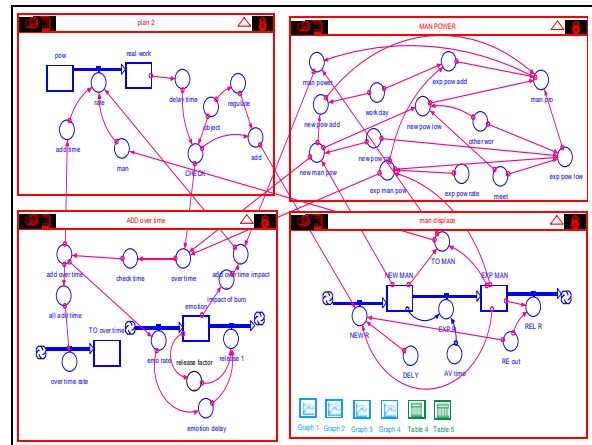 plan 2
pow
real work
rate
delay time
regulate
object
add time
man
CHECK
add
MAN POWER
man power
exp pow add
man pro
work day
new pow add
new pow low
other wor
new man pow
exp man pow
exp pow rate
meet
exp pow low
ADD over time
add over time
check time
over time
add over time impact
impact of burn
all add time
emotion
TO over time
emo rate
release factor
release 1
over time rate
emotion delay
man displace
TO MAN
NEW MAN
EXP MAN
NEW R
EXP R
REL R
DELY
AV time
RE out
Graph 1
Graph 2
Graph 3
Graph 4
Table 4
Table 5